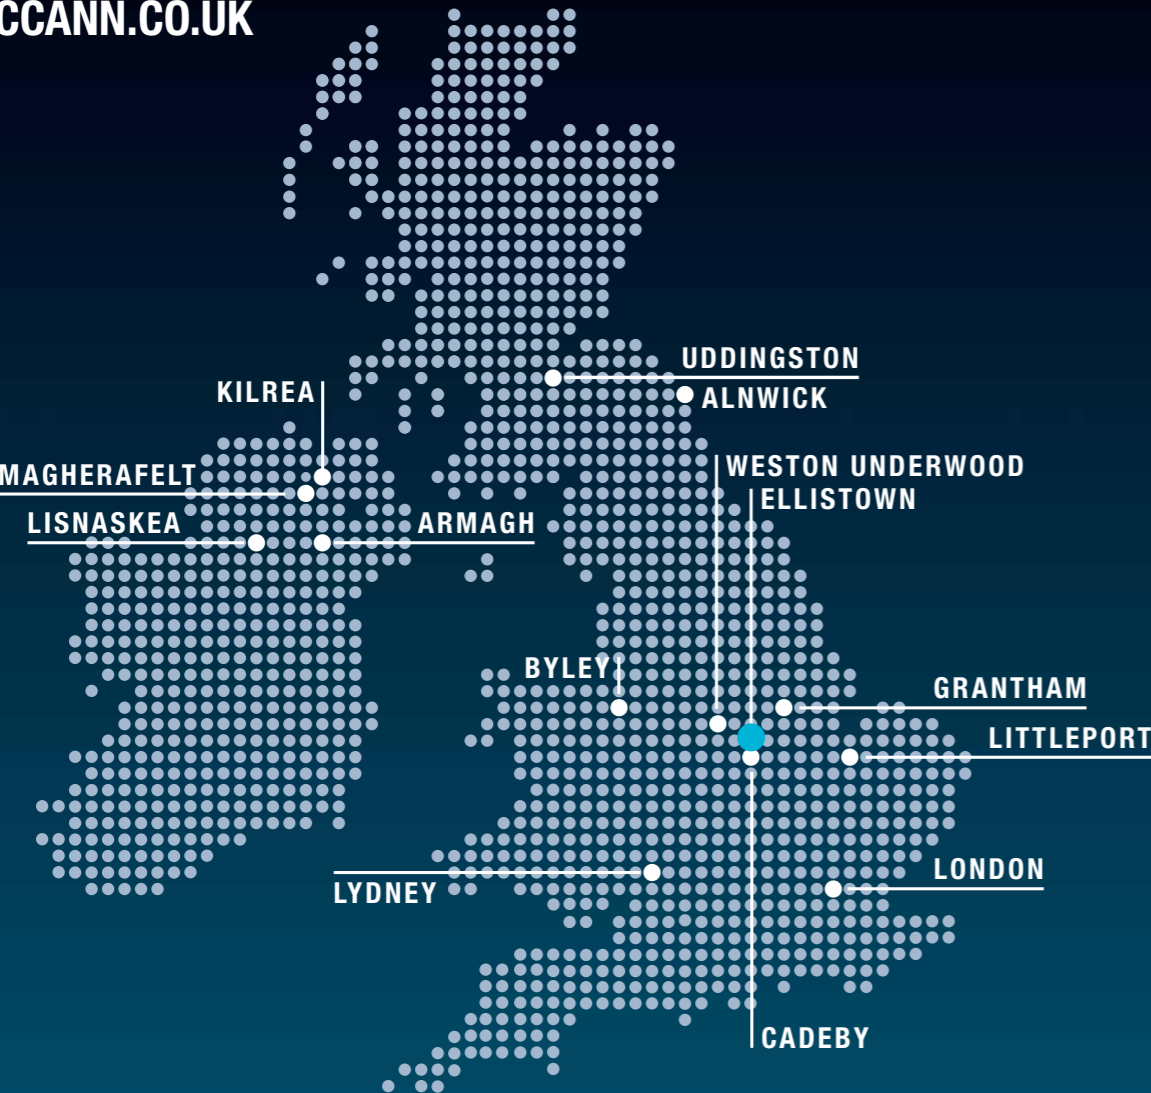 CCANN.CO.UK
UDDINGSTON
KILREA
ALNWICK
MAGHERAFELT
WESTON UNDERWOOD
ELLISTOWN
LISNASKEA
ARMAGH
BYLEY
GRANTHAM
LITTLEPORT
LONDON
LYDNEY
CADEBY